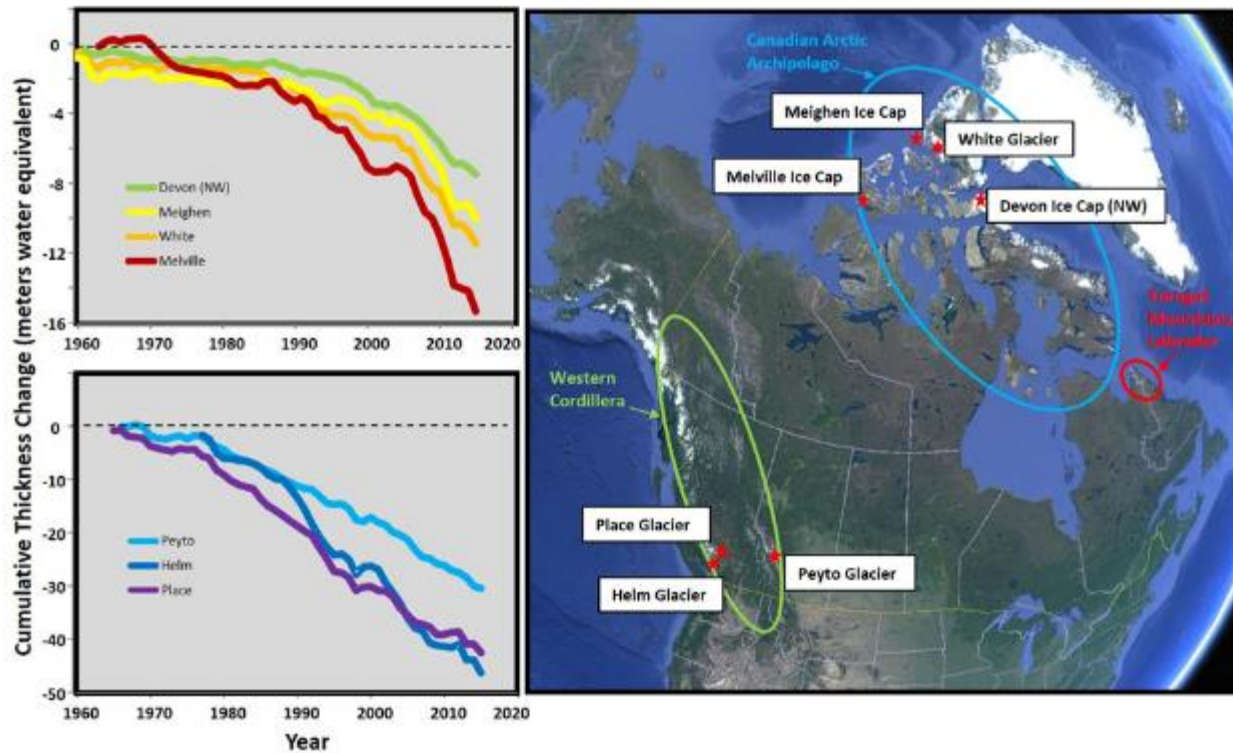 Cumulative Thickness Change (meters water equivalent)
0
-4
-8
-12
-16
Devon (NW)
Meighen
White
Melville
1960 1970 1980 1990 2000 2010 2020
0
-10
-20
-30
-40
-50
Peyto
Helm
Place
1960 1970 1980 1990 2000 2010 2020
Year
Canadian Arctic
Archipelago
Meighen Ice Cap
White Glacier
Melville Ice Cap
Devon Ice Cap (NW)
Torngat
Mountains,
Labrador
Western
Cordillera
Place Glacier
Helm Glacier
Peyto Glacier